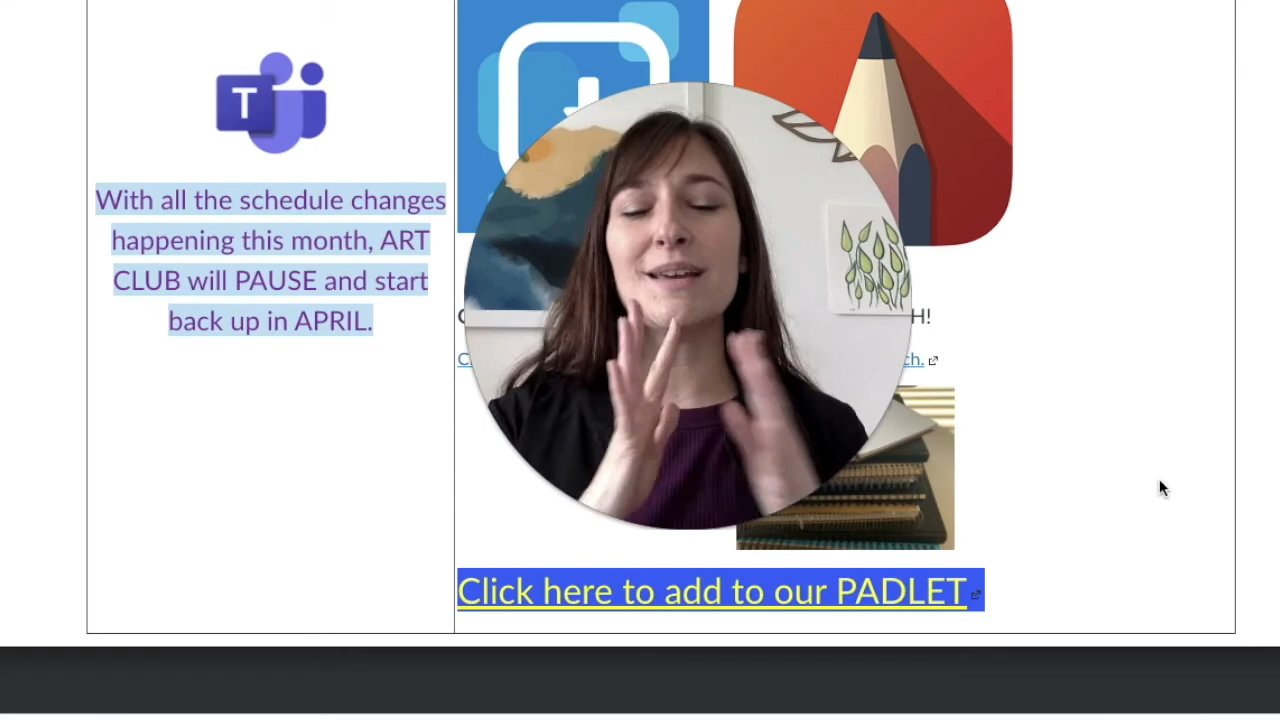 T
With all the schedule changes
happening this month, ART
CLUB will PAUSE and start
back up in APRIL.
H!
ch.
Click here to add to our PADLET